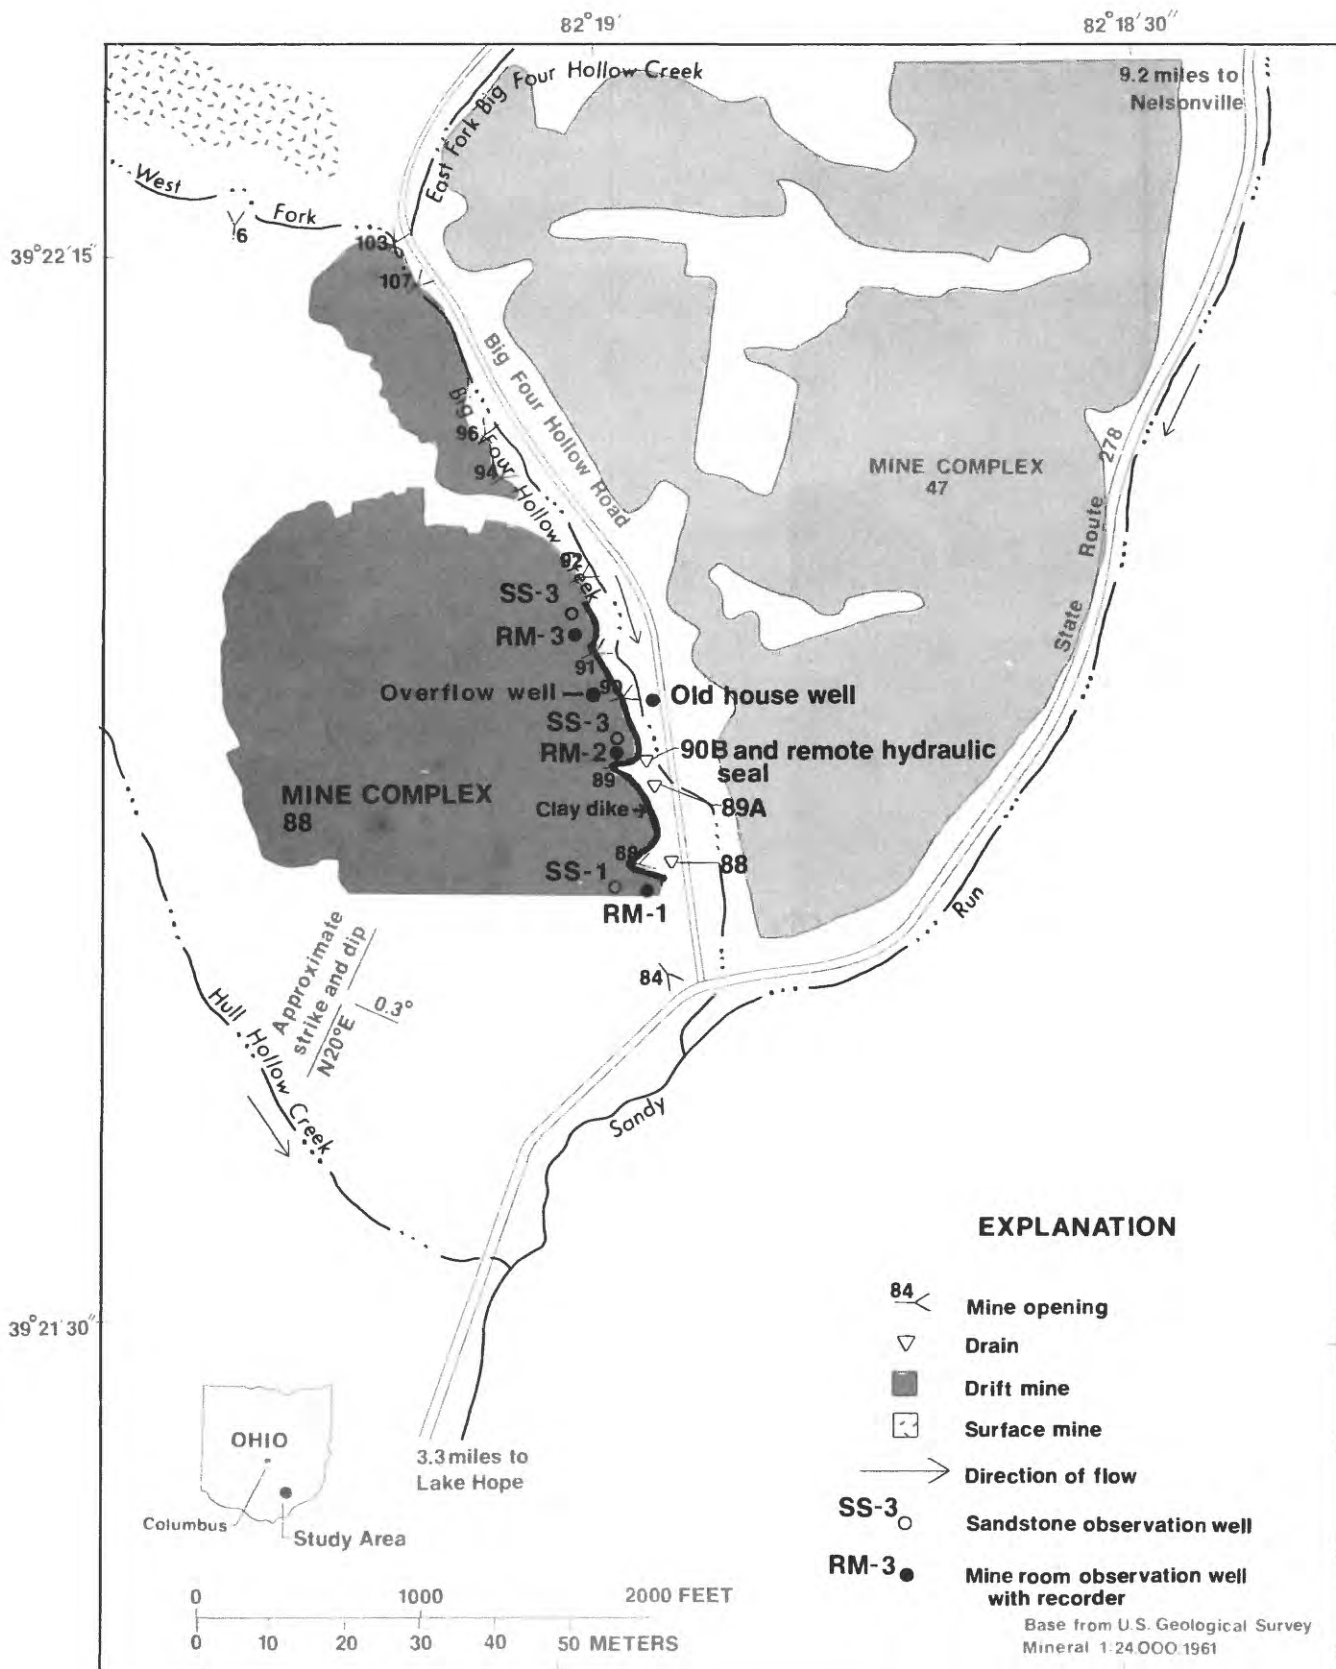 82°19'
82°18'30"
East Fork Big Four Hollow Creek
9.2 miles to
Nelsonville
West Fork
6
39°22'15"
103
107
Big Four Hollow Road
Big Four Hollow Creek
96
94
MINE COMPLEX
47
State Route 278
92
SS-3
RM-3
91
Overflow well
90
Old house well
SS-3
RM-2
90B and remote hydraulic
seal
89
89A
Clay dike
MINE COMPLEX
88
88
88
SS-1
RM-1
Run
84
Approximate
strike and dip
N20°E
0.3°
Hull Hollow Creek
Sandy
EXPLANATION
84
Mine opening
39°21'30"
Drain
Drift mine
OHIO
Surface mine
3.3 miles to
Lake Hope
Direction of flow
Columbus
Study Area
SS-3
Sandstone observation well
RM-3
Mine room observation well
with recorder
0 1000 2000 FEET
0 10 20 30 40 50 METERS
Base from U.S. Geological Survey
Mineral 1:24.000.1961